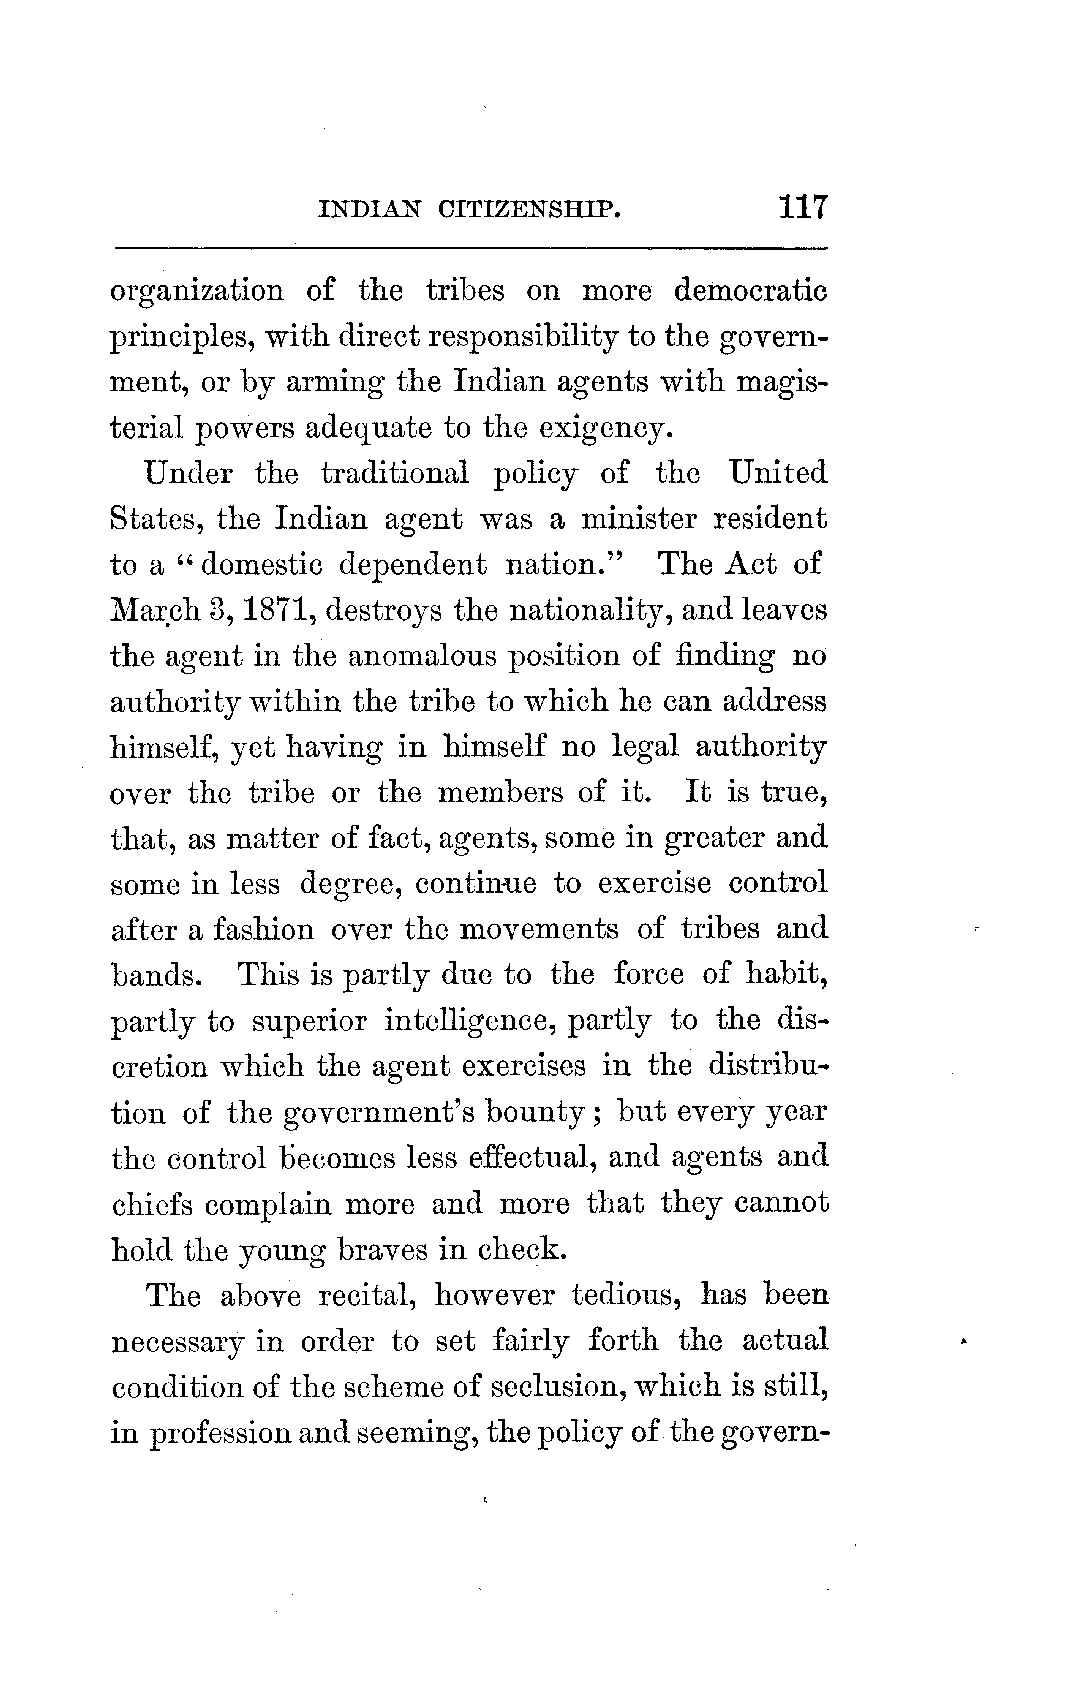 INDIAN CITIZENSHIP. 117
organization of the tribes on more democratic
principles, with direct responsibility to the govern-
ment, or by arming the Indian agents with magis-
terial powers adequate to the exigency.
Under the traditional policy of the United
States, the Indian agent was a minister resident
to a “domestic dependent nation.” The Act of
March 3, 1871, destroys the nationality, and leaves
the agent in the anomalous position of finding no
authority within the tribe to which he can address
himself, yet having in himself no legal authority
over the tribe or the members of it. It is true,
that, as matter of fact, agents, some in greater and
some in less degree, continue to exercise control
after a fashion over the movements of tribes and
bands. This is partly due to the force of habit,
partly to superior intelligence, partly to the dis-
cretion which the agent exercises in the distribu-
tion of the government’s bounty; but every year
the control becomes less effectual, and agents and
chiefs complain more and more that they cannot
hold the young braves in check.
The above recital, however tedious, has been
necessary in order to set fairly forth the actual
condition of the scheme of seclusion, which is still,
in profession and seeming, the policy of the govern-